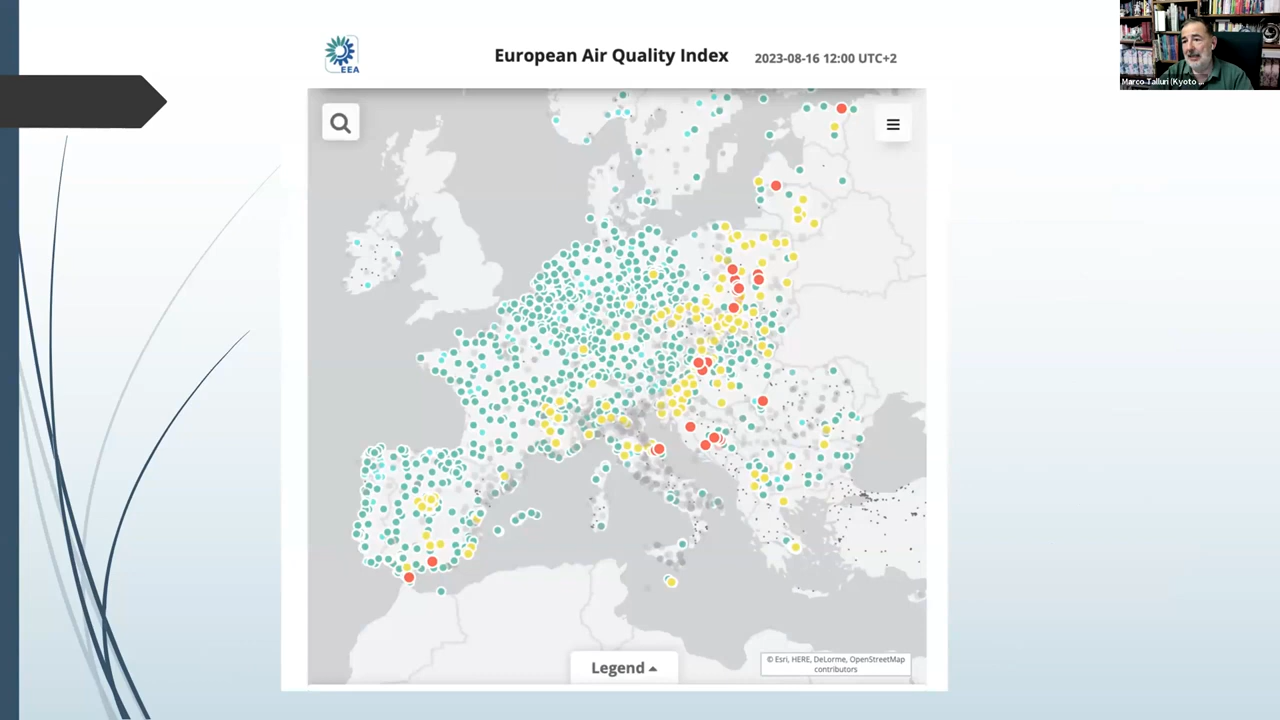 EEA
European Air Quality Index
2023-08-16 12:00 UTC+2
Marco Talluri (Kyoto ...
Legend
© Esri, HERE, DeLorme, OpenStreetMap
contributors